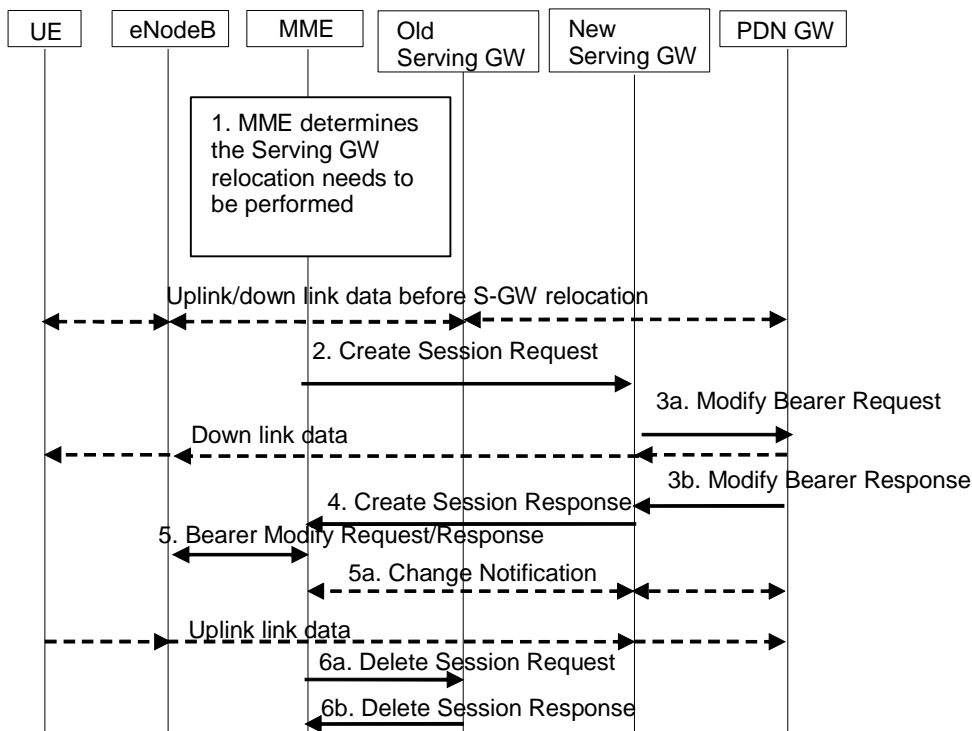 UE
eNodeB
MME
Old
Serving GW
New
Serving GW
PDN GW
1. MME determines
the Serving GW
relocation needs to
be performed
Uplink/down link data before S-GW relocation
2. Create Session Request
3a. Modify Bearer Request
Down link data
3b. Modify Bearer Response
4. Create Session Response
5. Bearer Modify Request/Response
5a. Change Notification
Uplink link data
6a. Delete Session Request
6b. Delete Session Response